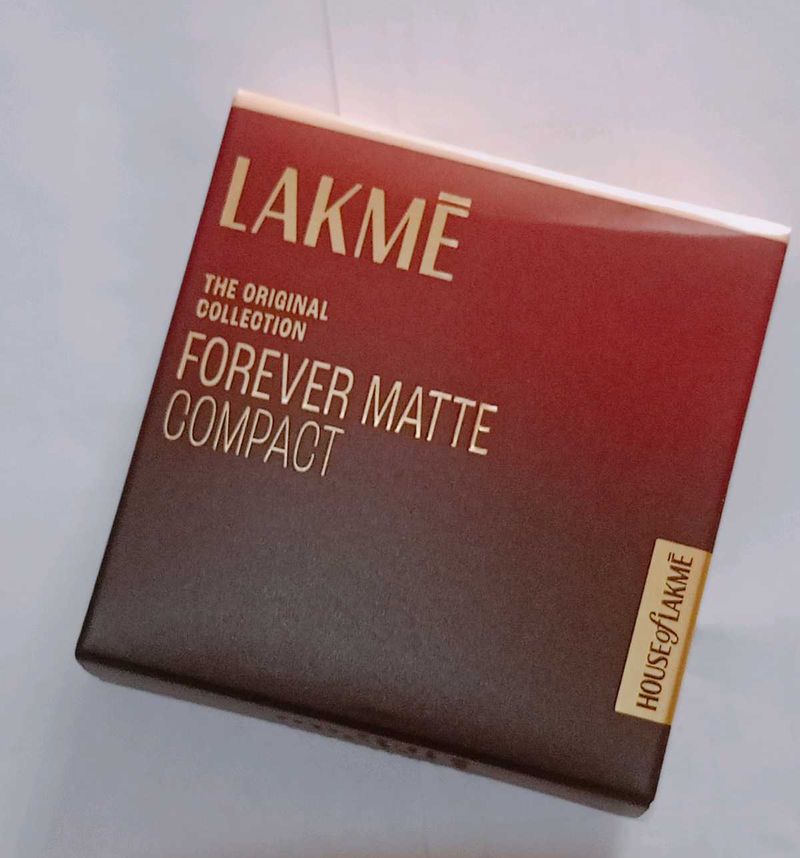 LAKMĒ
THE ORIGINAL
COLLECTION
FOREVER MATTE
COMPACT
HOUSE of LAKMĒ